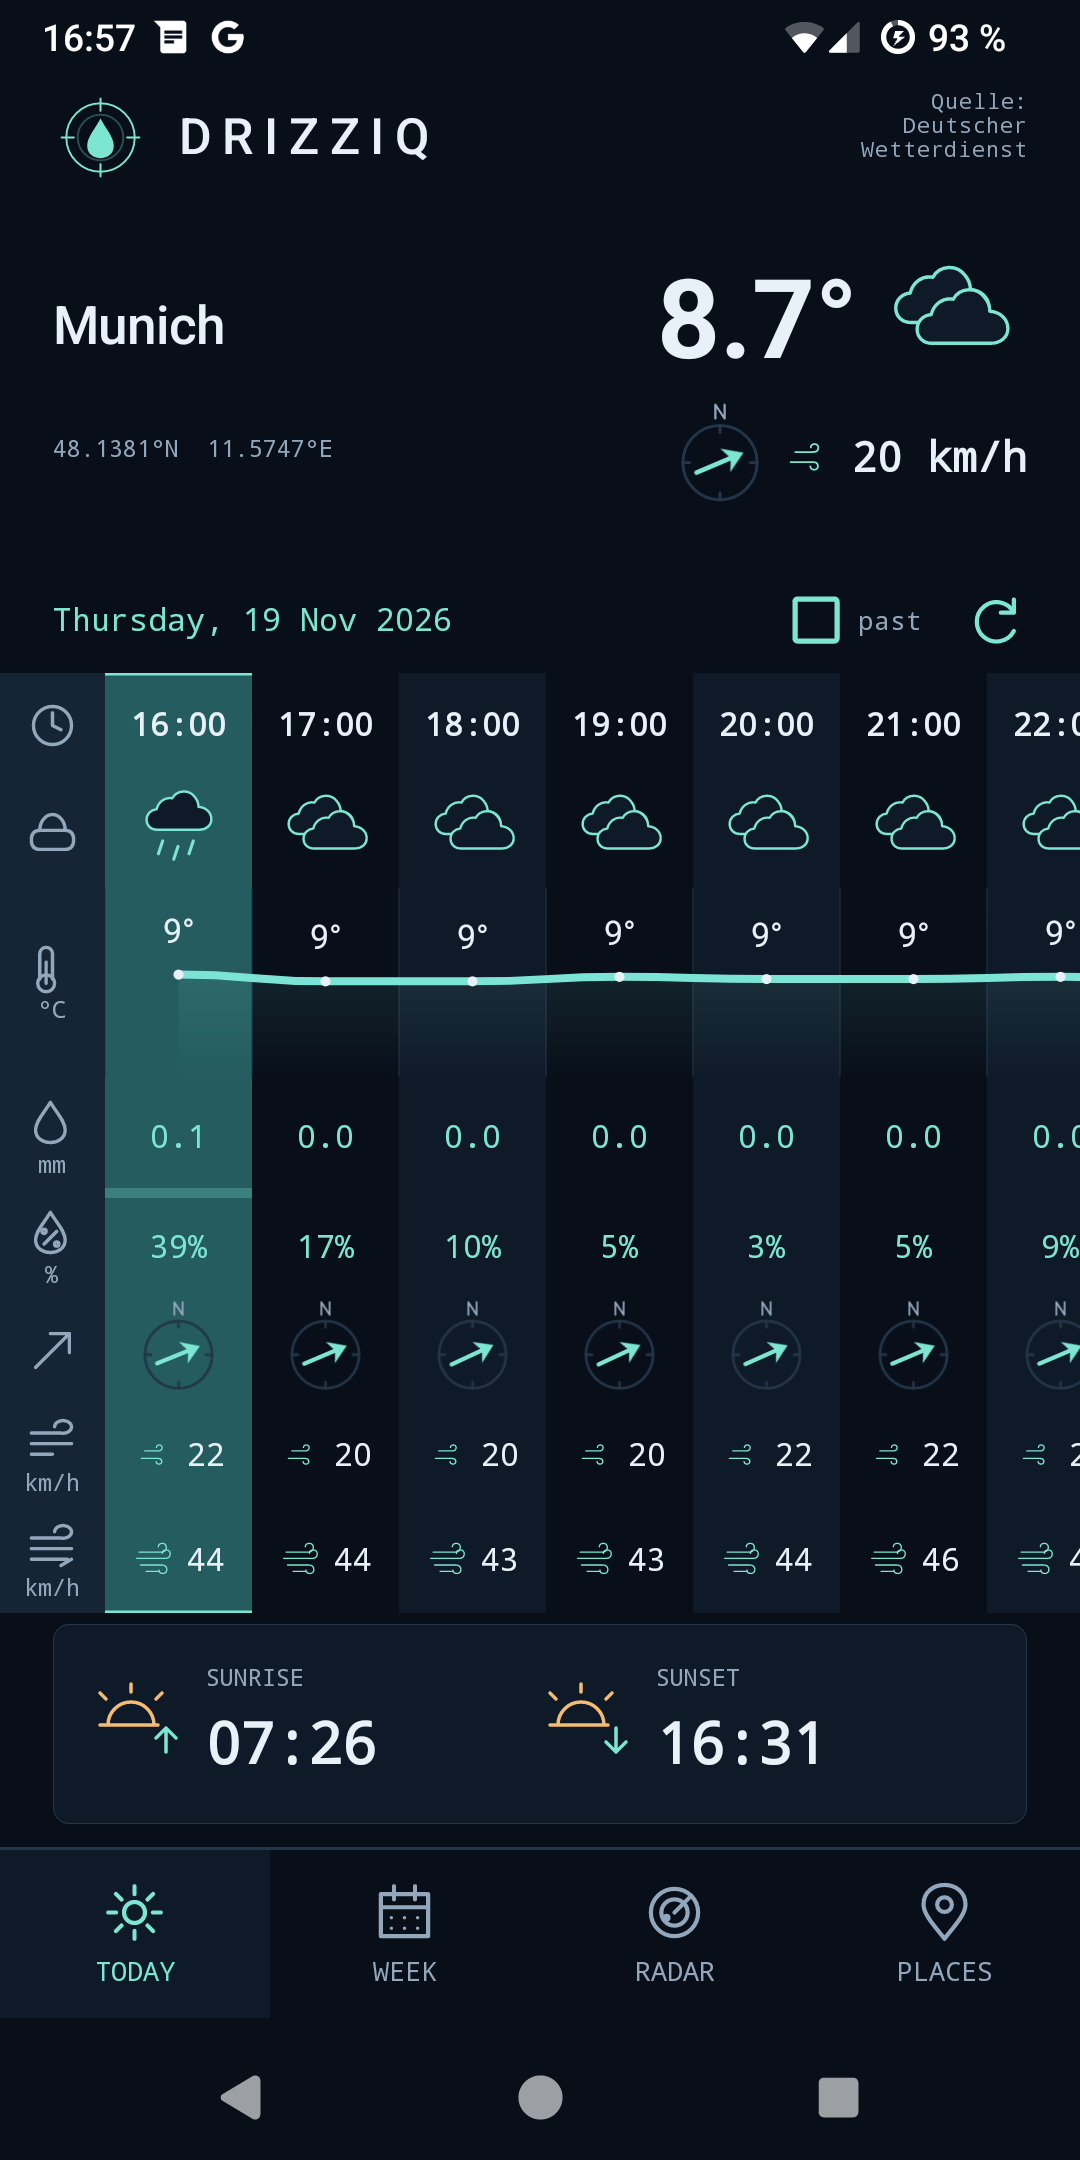 16:57
93 %
DRIZZIQ
Quelle:
Deutscher
Wetterdienst
Munich
8.7°
48.1381°N 11.5747°E
N
20 km/h
Thursday, 19 Nov 2026
past
16:00 17:00 18:00 19:00 20:00 21:00
9° 9° 9° 9° 9° 9° 9°
°C
0.1 0.0 0.0 0.0 0.0 0.0
mm
39% 17% 10% 5% 3% 5% 9%
%
N N N N N N N
22 20 20 20 22 22
km/h
44 44 43 43 44 46
km/h
SUNRISE SUNSET
07:26 16:31
TODAY WEEK RADAR PLACES